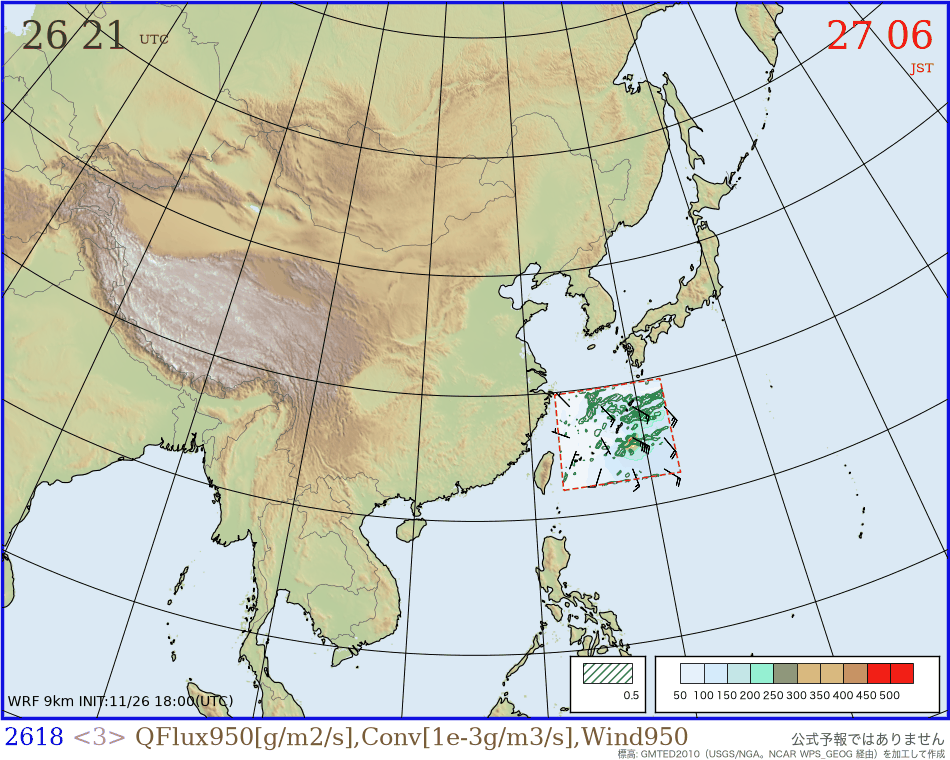 26 21 UTC
27 06
JST
0.5
50 100 150 200 250 300 350 400 450 500
WRF 9km INIT:11/26 18:00(UTC)
2618 <3> QFlux950[g/m2/s],Conv[1e-3g/m3/s],Wind950
公式予報ではありません
標高: GMTED2010（USGS/NGA。NCAR WPS_GEOG 経由）を加工して作成